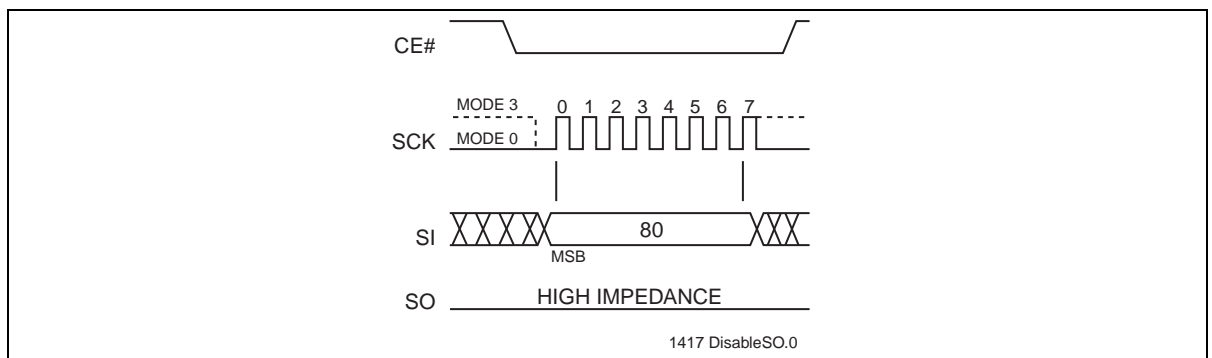 CE#
MODE 3 0 1 2 3 4 5 6 7
SCK MODE 0
SI 80
MSB
SO HIGH IMPEDANCE
1417 DisableSO.0